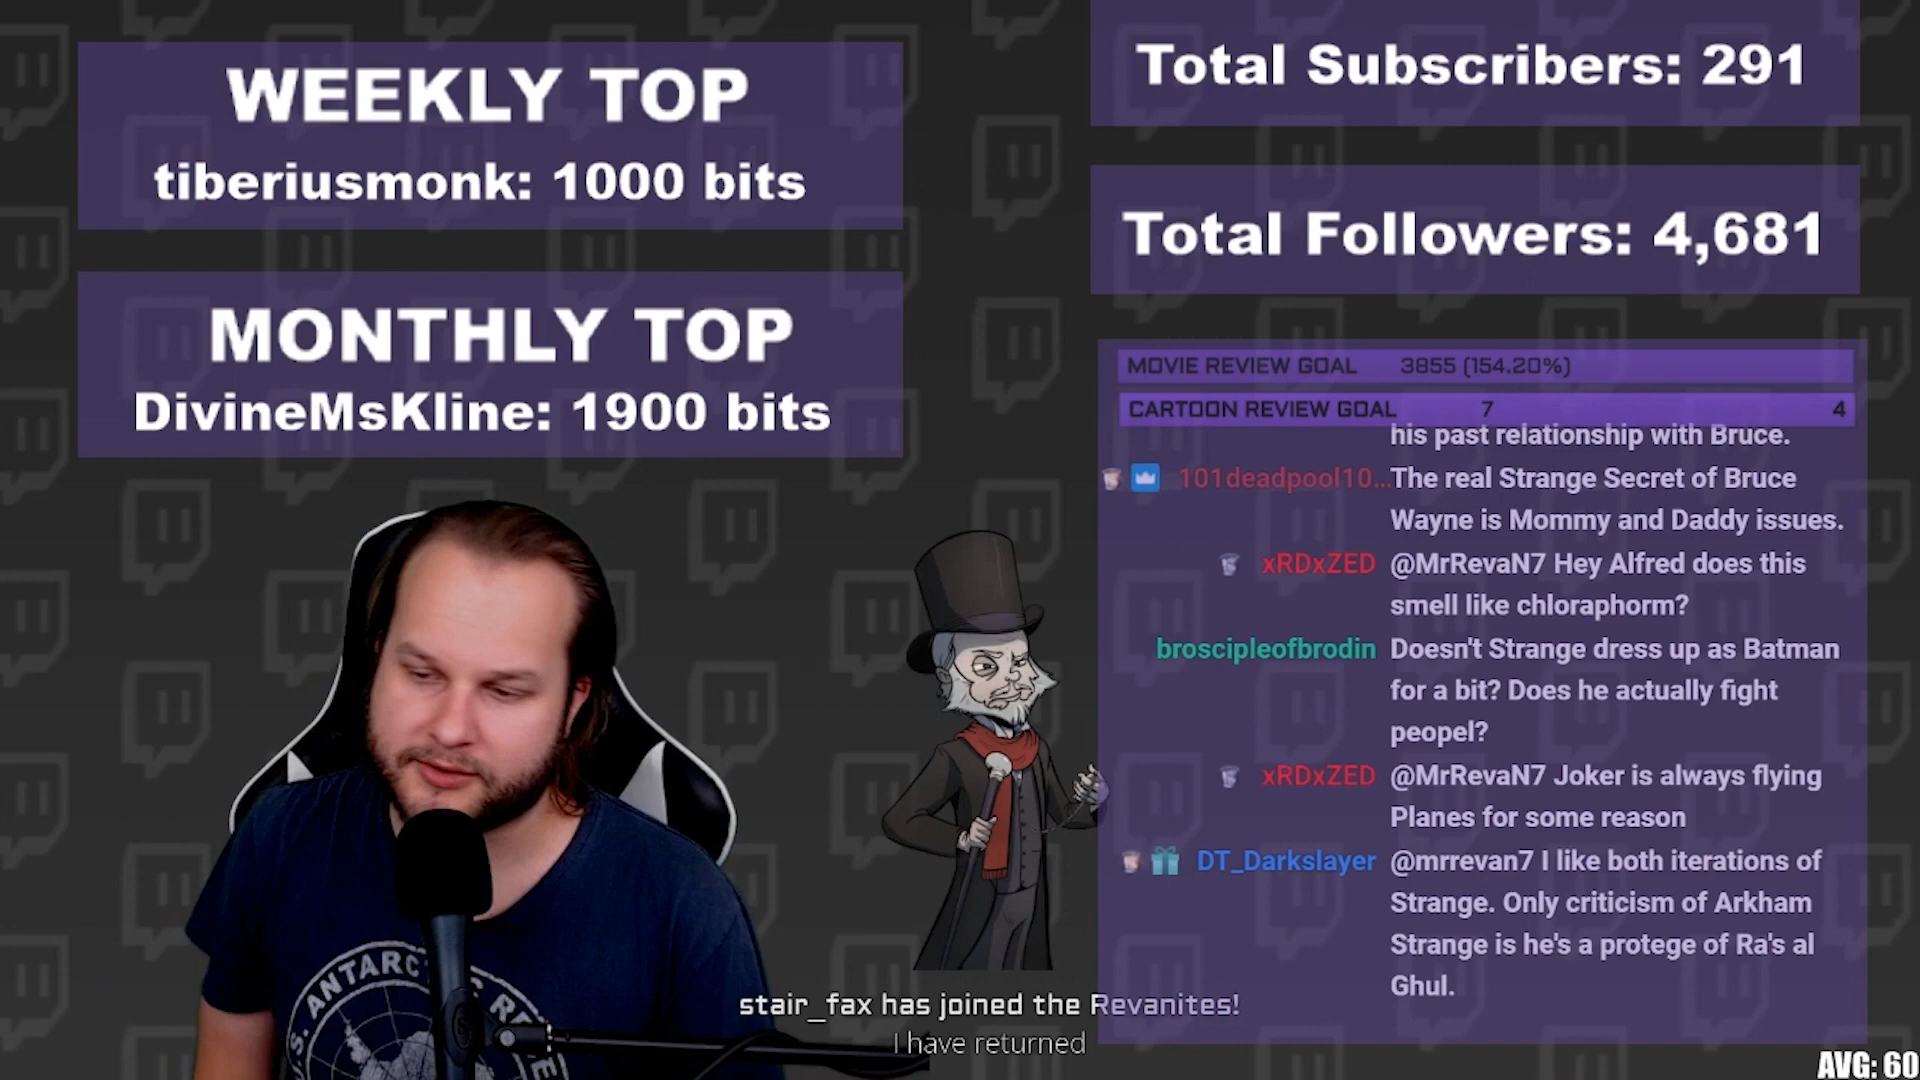 WEEKLY TOP
tiberiusmonk: 1000 bits
MONTHLY TOP
DivineMsKline: 1900 bits
Total Subscribers: 291
Total Followers: 4,681
MOVIE REVIEW GOAL 3855 (154.20%)
CARTOON REVIEW GOAL 7 4
his past relationship with Bruce.
101deadpool10... The real Strange Secret of Bruce
Wayne is Mommy and Daddy issues.
xRDxZED @MrRevaN7 Hey Alfred does this
smell like chloraphorm?
broscipleofbrodin Doesn't Strange dress up as Batman
for a bit? Does he actually fight
peopel?
xRDxZED @MrRevaN7 Joker is always flying
Planes for some reason
DT_Darkslayer @mrrevan7 I like both iterations of
Strange. Only criticism of Arkham
Strange is he's a protege of Ra's al
Ghul.
stair_fax has joined the Revanites!
I have returned
AVG: 60